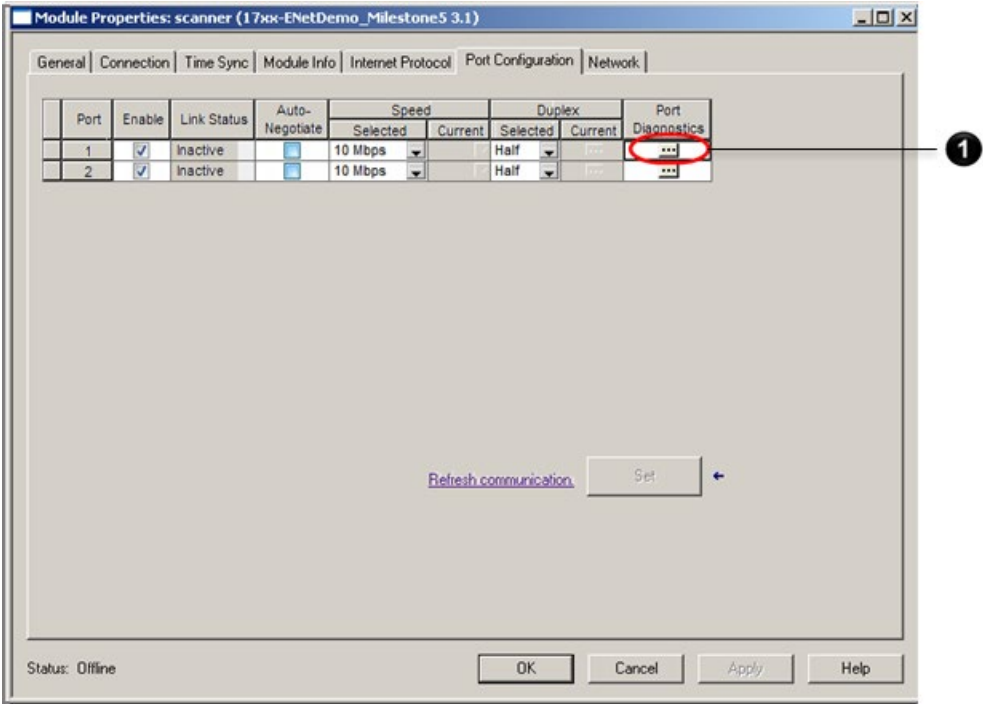 Module Properties: scanner (17xx-ENetDemo_Milestone5 3.1)
General Connection Time Sync Module Info Internet Protocol Port Configuration Network
Port Enable Link Status Auto-Negotiate Speed Duplex Port Diagnostics
Selected Current Selected Current
1 Inactive 10 Mbps Half ...
1
2 Inactive 10 Mbps Half ...
Refresh communication. Set
Status: Offline OK Cancel Apply Help